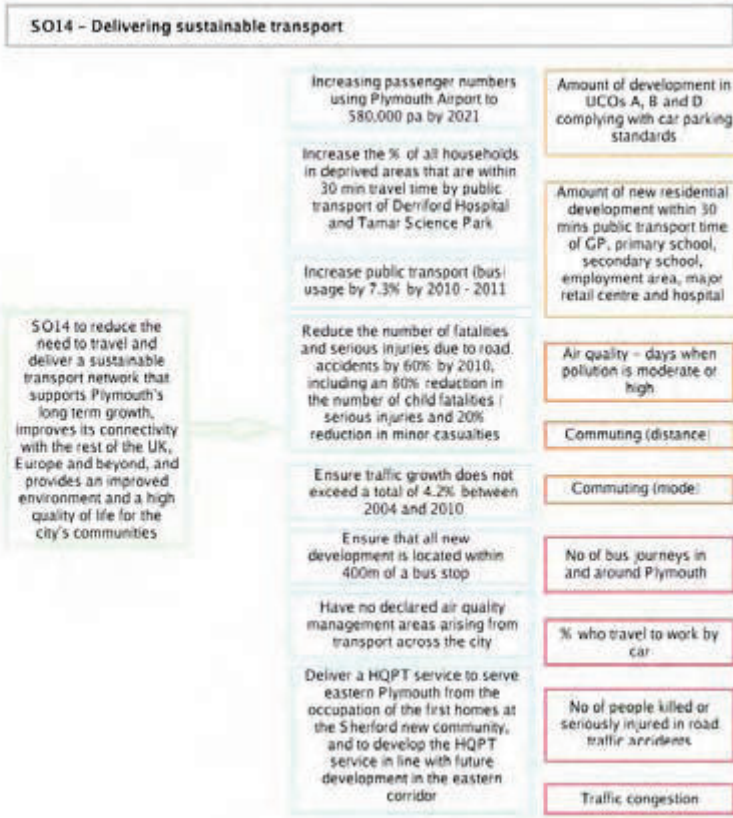 SO14 – Delivering sustainable transport
SO14 to reduce the
need to travel and
deliver a sustainable
transport network that
supports Plymouth's
long term growth,
improves its connectivity
with the rest of the UK,
Europe and beyond, and
provides an improved
environment and a high
quality of life for the
city's communities
Increasing passenger numbers
using Plymouth Airport to
580,000 pa by 2021
Increase the % of all households
in deprived areas that are within
30 min travel time by public
transport of Derriford Hospital
and Tamar Science Park
Increase public transport (bus)
usage by 7.3% by 2010 - 2011
Reduce the number of fatalities
and serious injuries due to road
accidents by 60% by 2010,
including an 80% reduction in
the number of child fatalities /
serious injuries and 20%
reduction in minor casualties
Ensure traffic growth does not
exceed a total of 4.2% between
2004 and 2010
Ensure that all new
development is located within
400m of a bus stop
Have no declared air quality
management areas arising from
transport across the city
Deliver a HQPT service to serve
eastern Plymouth from the
occupation of the first homes at
the Sherford new community,
and to develop the HQPT
service in line with future
development in the eastern
corridor
Amount of development in
UCOs A, B and D
complying with car parking
standards
Amount of new residential
development within 30
mins public transport time
of GP, primary school,
secondary school,
employment area, major
retail centre and hospital
Air quality – days when
pollution is moderate or
high
Commuting (distance)
Commuting (mode)
No of bus journeys in
and around Plymouth
% who travel to work by
car
No of people killed or
seriously injured in road
traffic accidents
Traffic congestion